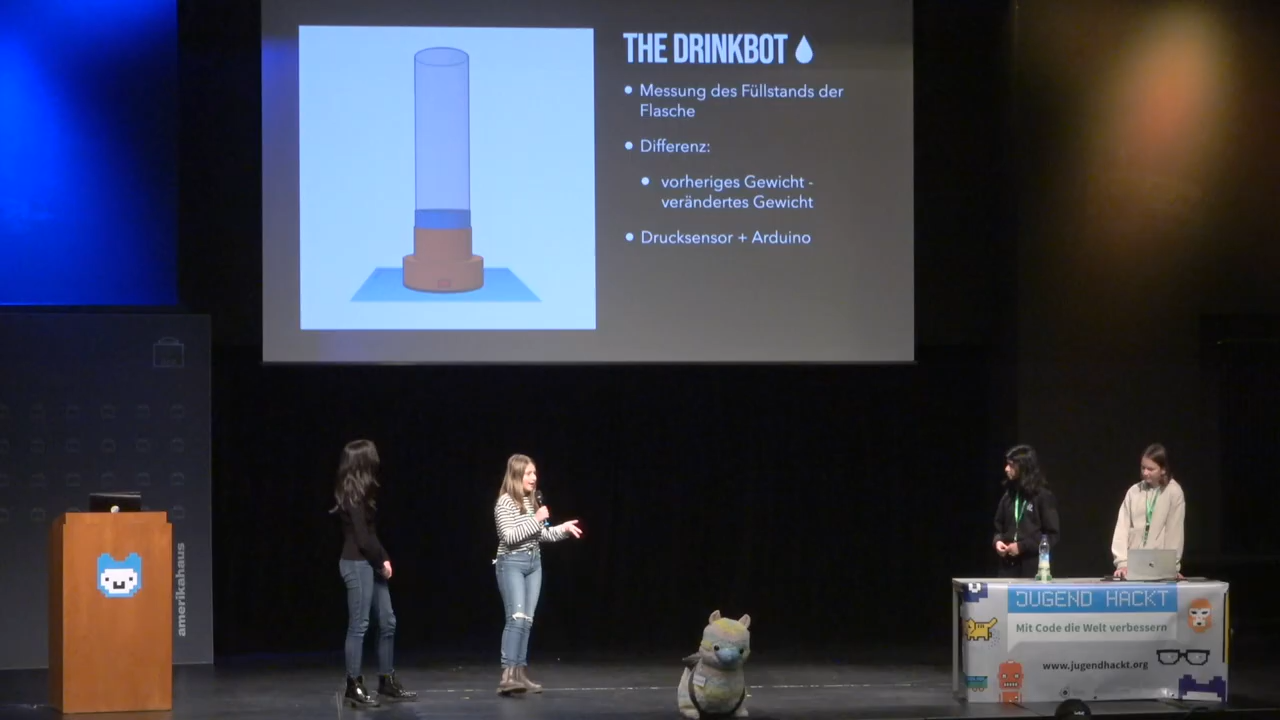 THE DRINKBOT
Messung des Füllstands der
Flasche
Differenz:
vorheriges Gewicht -
verändertes Gewicht
Drucksensor + Arduino
amerikahaus
JUGEND HACKT
Mit Code die Welt verbessern
www.jugendhackt.org